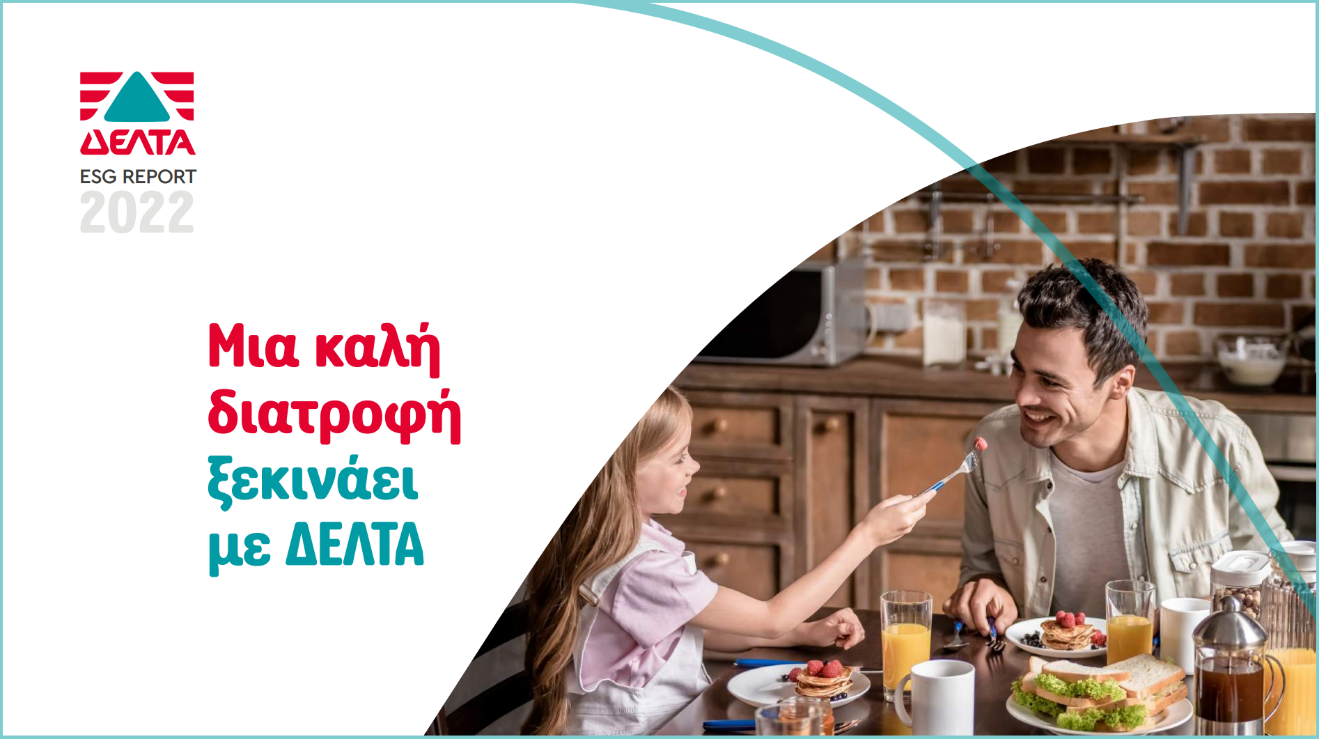 ΔΕΛΤΑ
ESG REPORT
2022
Μια καλή
διατροφή
ξεκινάει
με ΔΕΛΤΑ